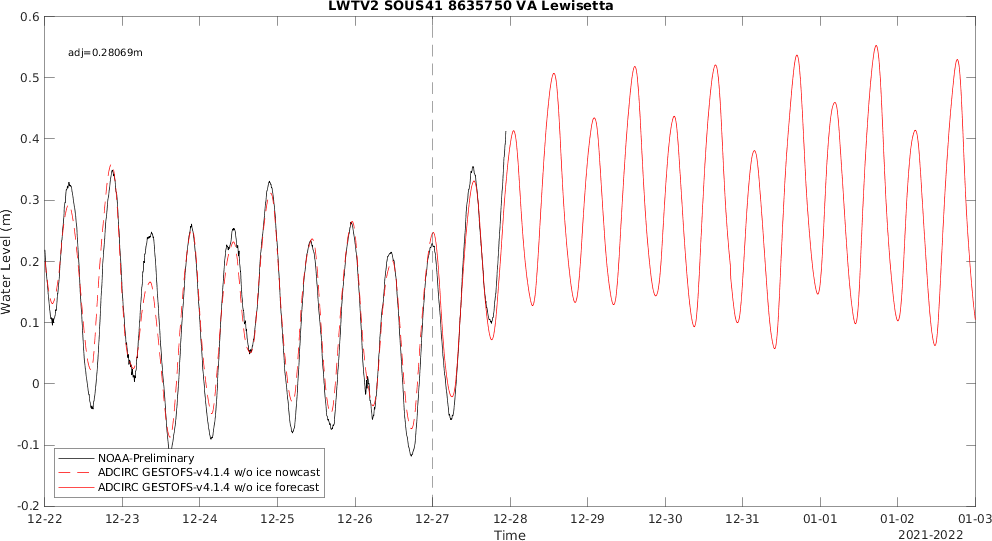 LWTV2 SOUS41 8635750 VA Lewisetta
adj=0.28069m
Water Level (m)
0.6
0.5
0.4
0.3
0.2
0.1
0
-0.1
-0.2
NOAA-Preliminary
ADCIRC GESTOFS-v4.1.4 w/o ice nowcast
ADCIRC GESTOFS-v4.1.4 w/o ice forecast
12-22 12-23 12-24 12-25 12-26 12-27 12-28 12-29 12-30 12-31 01-01 01-02 01-03
Time
2021-2022